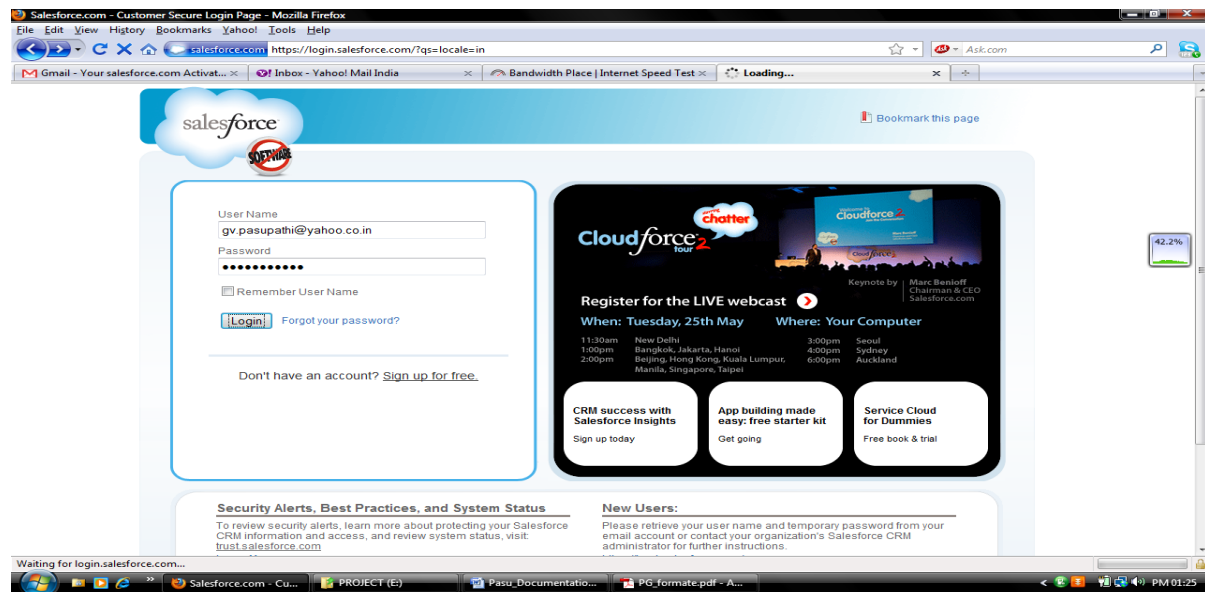 Salesforce.com - Customer Secure Login Page - Mozilla Firefox
File Edit View History Bookmarks Yahoo! Tools Help
salesforce.com https://login.salesforce.com/?qs=locale=in
Ask.com
Gmail - Your salesforce.com Activat...
Inbox - Yahoo! Mail India
Bandwidth Place | Internet Speed Test
Loading...
salesforce
SOFTWARE
Bookmark this page
User Name
gv.pasupathi@yahoo.co.in
Password
•••••••••••
Remember User Name
Login Forgot your password?
Don't have an account? Sign up for free.
chatter
Cloudforce 2
tour
Cloudforce 2
Keynote by Marc Benioff
Chairman & CEO
Salesforce.com
Register for the LIVE webcast
When: Tuesday, 25th May Where: Your Computer
11:30am New Delhi 3:00pm Seoul
1:00pm Bangkok, Jakarta, Hanoi 4:00pm Sydney
2:00pm Beijing, Hong Kong, Kuala Lumpur, 6:00pm Auckland
Manila, Singapore, Taipei
CRM success with
Salesforce Insights
Sign up today
App building made
easy: free starter kit
Get going
Service Cloud
for Dummies
Free book & trial
42.2%
Security Alerts, Best Practices, and System Status
To review security alerts, learn more about protecting your Salesforce
CRM information and access, and review system status, visit:
trust.salesforce.com
New Users:
Please retrieve your user name and temporary password from your
email account or contact your organization's Salesforce CRM
administrator for further instructions.
Waiting for login.salesforce.com...
Salesforce.com - Cu...
PROJECT (E:)
Pasu_Documentatio...
PG_formate.pdf - A...
PM 01:25